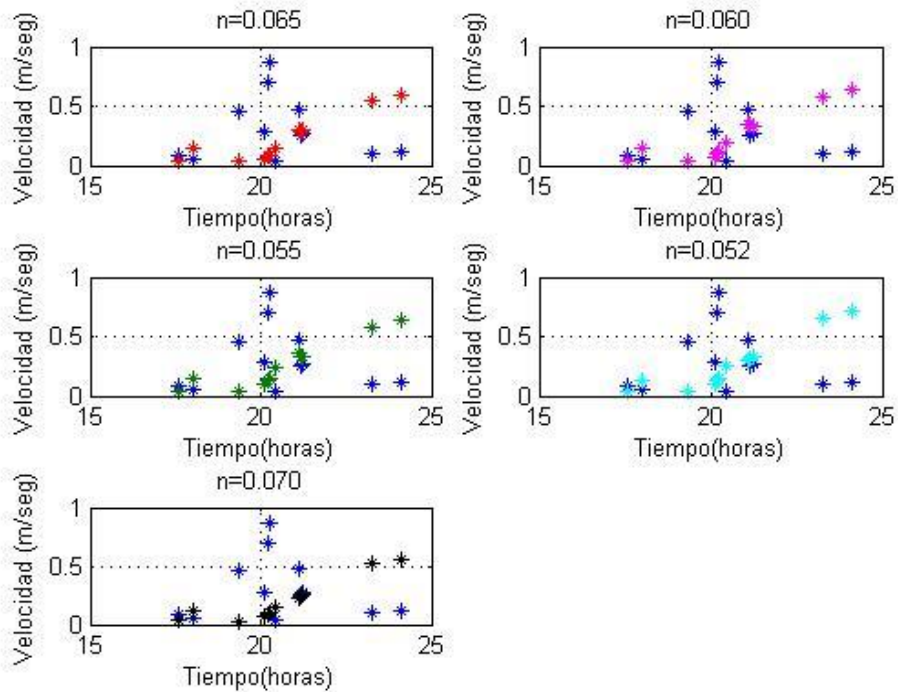 n=0.065
Velocidad (m/seg)
1
0.5
0
15
20
25
Tiempo(horas)
n=0.060
Velocidad (m/seg)
1
0.5
0
15
20
25
Tiempo(horas)
n=0.055
Velocidad (m/seg)
1
0.5
0
15
20
25
Tiempo(horas)
n=0.052
Velocidad (m/seg)
1
0.5
0
15
20
25
Tiempo(horas)
n=0.070
Velocidad (m/seg)
1
0.5
0
15
20
25
Tiempo(horas)